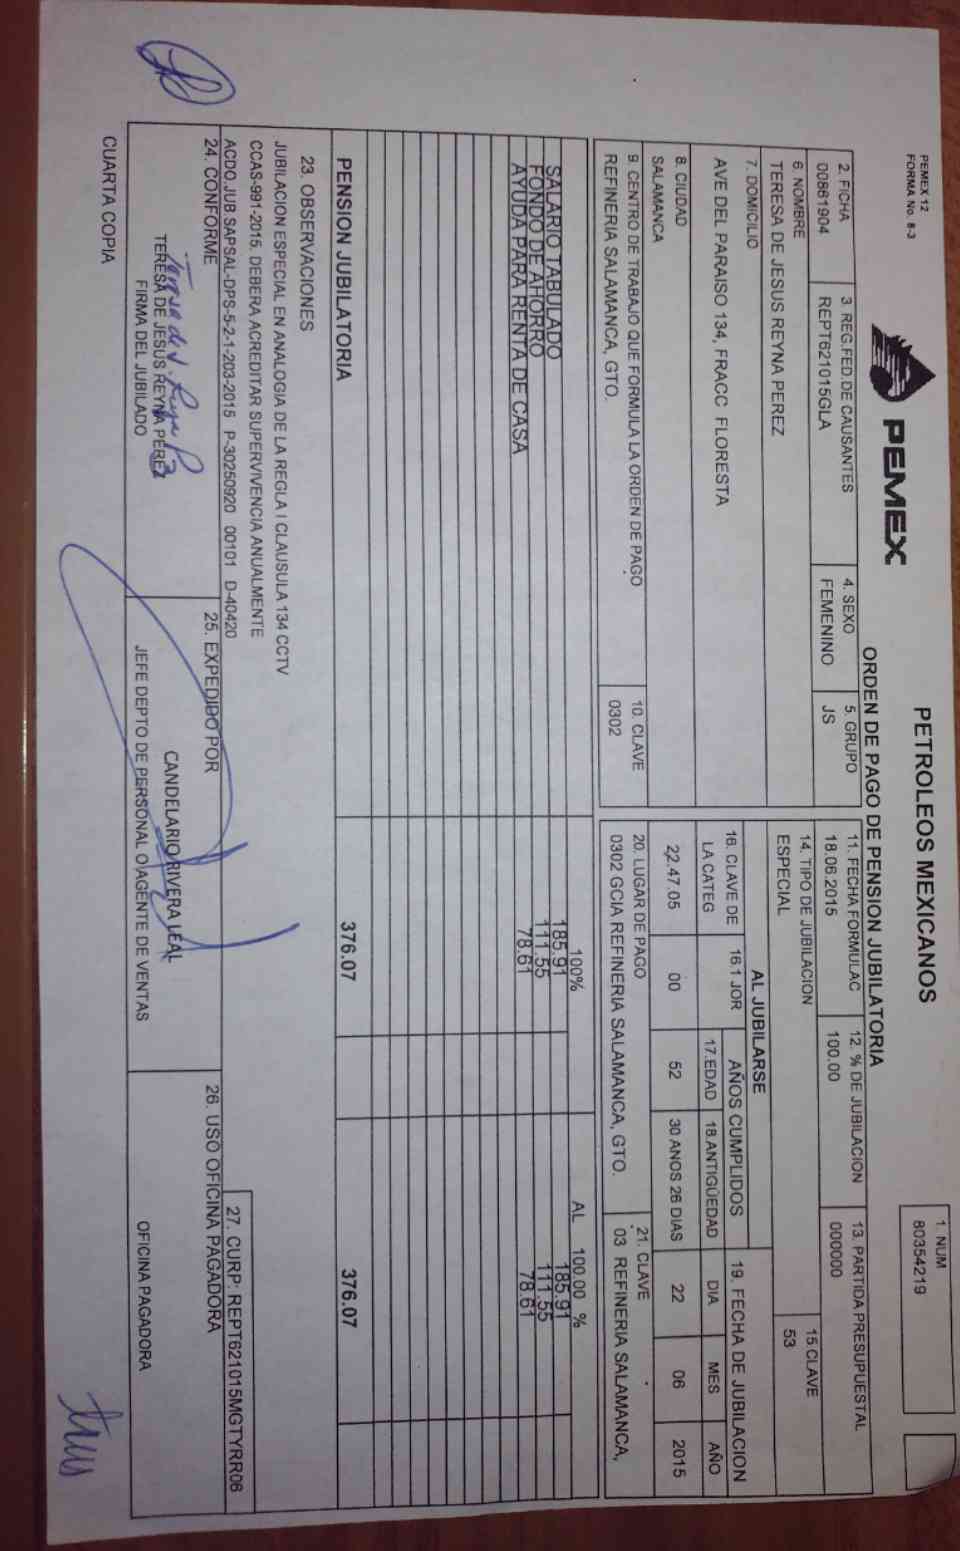 PEMEX 12
FORMA No. 8-3
PEMEX
PETROLEOS MEXICANOS
ORDEN DE PAGO DE PENSION JUBILATORIA
1. NUM
80354219
2. FICHA
00861904
3. REG.FED.DE CAUSANTES
REPT621015GLA
4. SEXO
FEMENINO
5. GRUPO
JS
6. NOMBRE
TERESA DE JESUS REYNA PEREZ
7. DOMICILIO
AVE DEL PARAISO 134, FRACC FLORESTA
8. CIUDAD
SALAMANCA
9. CENTRO DE TRABAJO QUE FORMULA LA ORDEN DE PAGO
REFINERIA SALAMANCA, GTO.
10. CLAVE
0302
11. FECHA FORMULAC
18.06.2015
12. % DE JUBILACION
100.00
13. PARTIDA PRESUPUESTAL
000000
14. TIPO DE JUBILACION
ESPECIAL
15 CLAVE
53
AL JUBILARSE
16. CLAVE DE
LA CATEG
22.47.05
16.1 JOR
00
AÑOS CUMPLIDOS
17.EDAD
52
18.ANTIGÜEDAD
30 ANOS 26 DIAS
19. FECHA DE JUBILACION
DIA MES AÑO
22 06 2015
20. LUGAR DE PAGO
0302 GCIA REFINERIA SALAMANCA, GTO.
21. CLAVE
03 REFINERIA SALAMANCA,
100% AL 100.00 %
SALARIO TABULADO 185.91 185.91
FONDO DE AHORRO 111.55 111.55
AYUDA PARA RENTA DE CASA 78.61 78.61
PENSION JUBILATORIA 376.07 376.07
23. OBSERVACIONES
JUBILACION ESPECIAL EN ANALOGIA DE LA REGLA I CLAUSULA 134 CCTV
CCAS-991-2015. DEBERA ACREDITAR SUPERVIVENCIA ANUALMENTE
ACDO.JUB SAPSAL-DPS-5-2-1-203-2015 P-30250920 00101 D-40420
27. CURP: REPT621015MGTYRR06
24. CONFORME
Teresa de J. Reyna P.
TERESA DE JESUS REYNA PEREZ
FIRMA DEL JUBILADO
25. EXPEDIDO POR
CANDELARIO RIVERA LEAL
JEFE DEPTO DE PERSONAL O AGENTE DE VENTAS
26. USO OFICINA PAGADORA
OFICINA PAGADORA
CUARTA COPIA